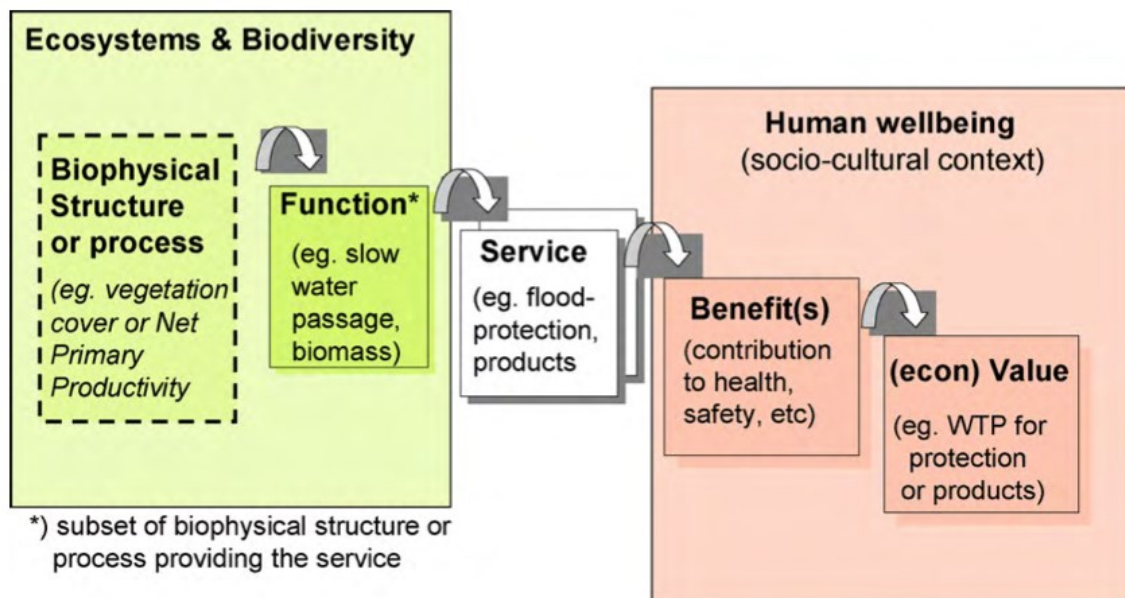 Ecosystems & Biodiversity
Biophysical
Structure
or process
(eg. vegetation
cover or Net
Primary
Productivity
Function*
(eg. slow
water
passage,
biomass)
Service
(eg. flood-
protection,
products
Human wellbeing
(socio-cultural context)
Benefit(s)
(contribution
to health,
safety, etc)
(econ) Value
(eg. WTP for
protection
or products)
*) subset of biophysical structure or
process providing the service